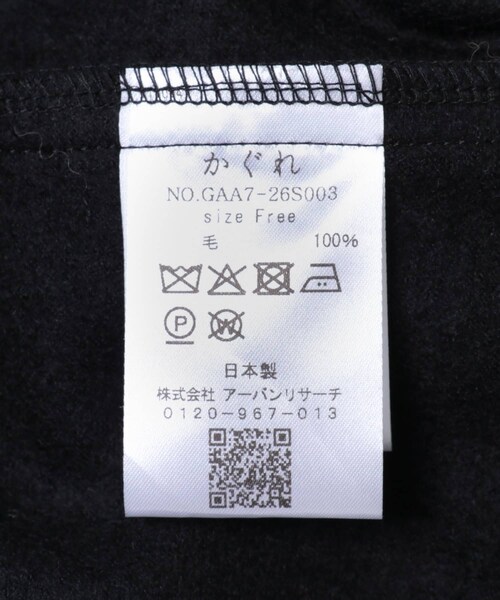 かぐれ
NO.GAA7-26S003
size Free
毛 100%
P W
日本製
株式会社 アーバンリサーチ
0120-967-013